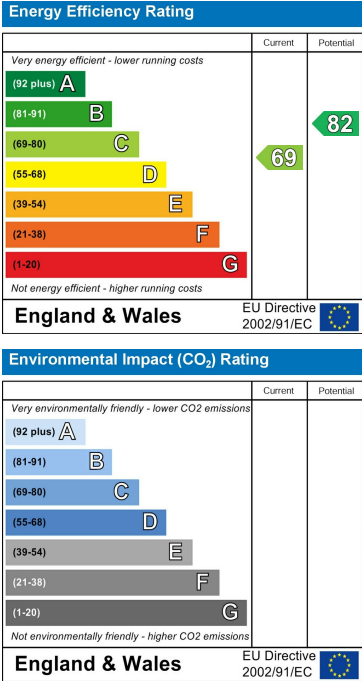 Energy Efficiency Rating
Current Potential
Very energy efficient - lower running costs
(92 plus) A
(81-91) B
82
(69-80) C
69
(55-68) D
(39-54) E
(21-38) F
(1-20) G
Not energy efficient - higher running costs
England & Wales
EU Directive
2002/91/EC
Environmental Impact (CO₂) Rating
Current Potential
Very environmentally friendly - lower CO2 emissions
(92 plus) A
(81-91) B
(69-80) C
(55-68) D
(39-54) E
(21-38) F
(1-20) G
Not environmentally friendly - higher CO2 emissions
England & Wales
EU Directive
2002/91/EC